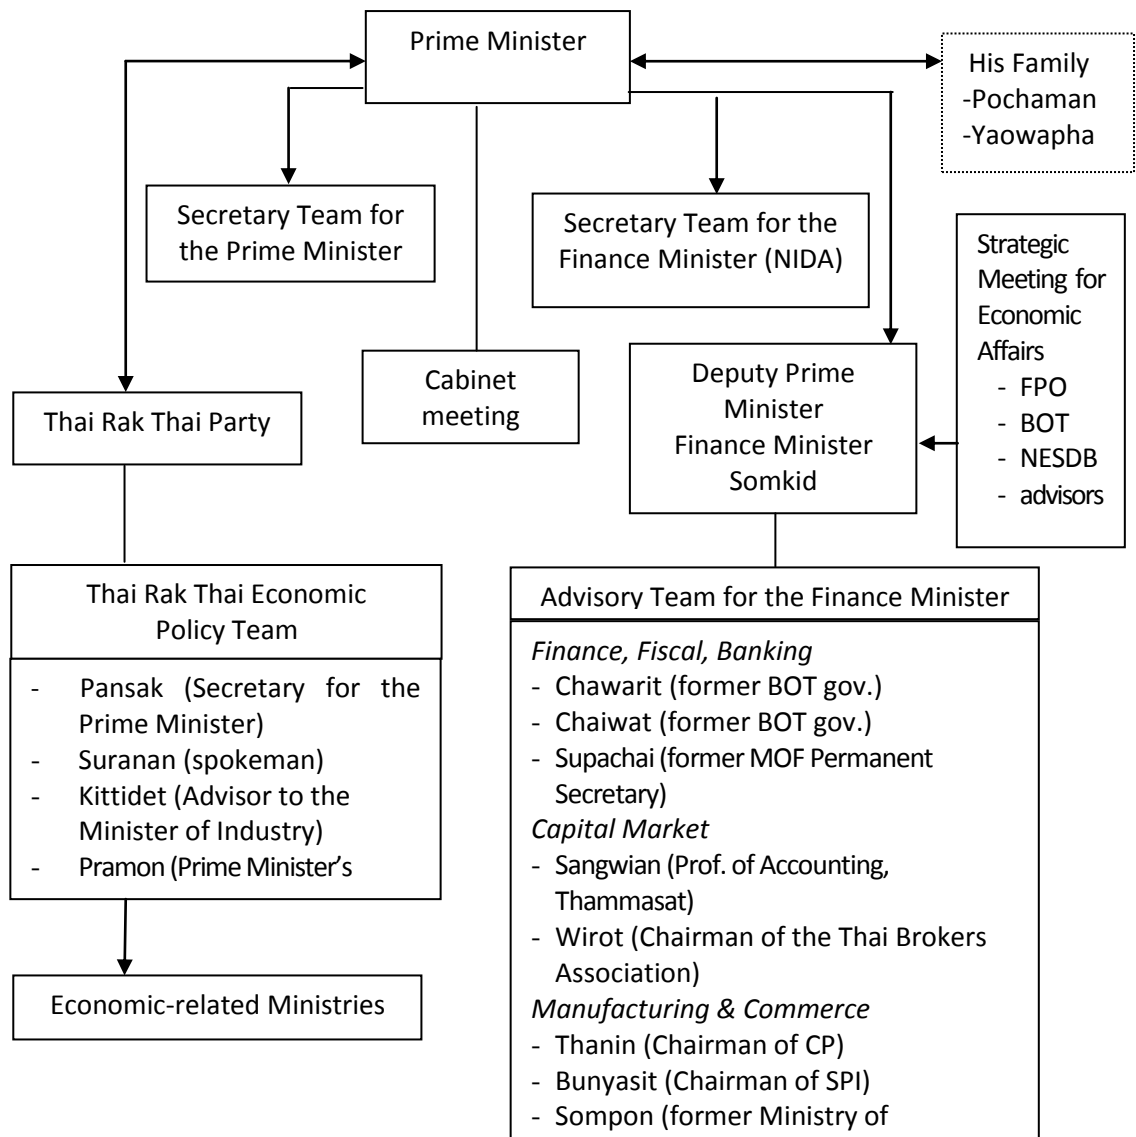 Prime Minister
His Family
-Pochaman
-Yaowapha
Secretary Team for
the Prime Minister
Secretary Team for the
Finance Minister (NIDA)
Strategic
Meeting for
Economic
Affairs
- FPO
- BOT
- NESDB
- advisors
Cabinet
meeting
Deputy Prime
Minister
Finance Minister
Somkid
Thai Rak Thai Party
Thai Rak Thai Economic
Policy Team
- Pansak (Secretary for the
Prime Minister)
- Suranan (spokeman)
- Kittidet (Advisor to the
Minister of Industry)
- Pramon (Prime Minister's
Economic-related Ministries
Advisory Team for the Finance Minister
Finance, Fiscal, Banking
- Chawarit (former BOT gov.)
- Chaiwat (former BOT gov.)
- Supachai (former MOF Permanent
Secretary)
Capital Market
- Sangwian (Prof. of Accounting,
Thammasat)
- Wirot (Chairman of the Thai Brokers
Association)
Manufacturing & Commerce
- Thanin (Chairman of CP)
- Bunyasit (Chairman of SPI)
- Sompon (former Ministry of